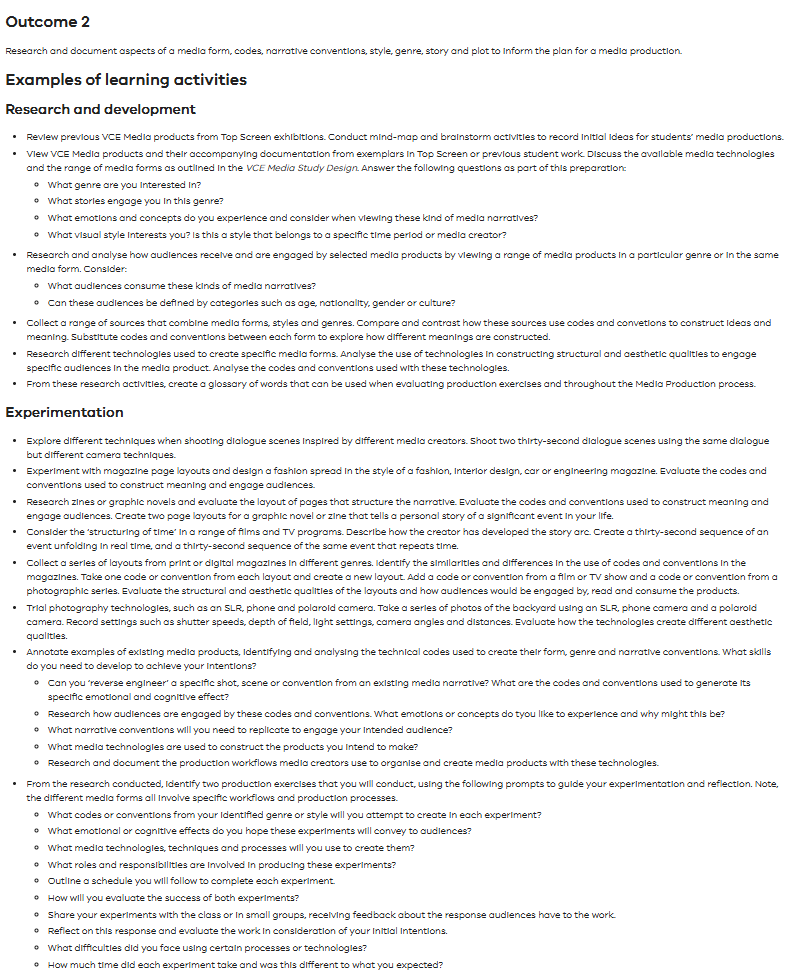 Outcome 2
Research and document aspects of a media form, codes, narrative conventions, style, genre, story and plot to inform the plan for a media production.
Examples of learning activities
Research and development
• Review previous VCE Media products from Top Screen exhibitions. Conduct mind-map and brainstorm activities to record initial ideas for students' media productions.
• View VCE Media products and their accompanying documentation from exemplars in Top Screen or previous student work. Discuss the available media technologies
and the range of media forms as outlined in the VCE Media Study Design. Answer the following questions as part of this preparation:
• What genre are you interested in?
• What stories engage you in this genre?
• What emotions and concepts do you experience and consider when viewing these kind of media narratives?
• What visual style interests you? Is this a style that belongs to a specific time period or media creator?
• Research and analyse how audiences receive and are engaged by selected media products by viewing a range of media products in a particular genre or in the same
media form. Consider:
• What audiences consume these kinds of media narratives?
• Can these audiences be defined by categories such as age, nationality, gender or culture?
• Collect a range of sources that combine media forms, styles and genres. Compare and contrast how these sources use codes and convetions to construct ideas and
meaning. Substitute codes and conventions between each form to explore how different meanings are constructed.
• Research different technologies used to create specific media forms. Analyse the use of technologies in constructing structural and aesthetic qualities to engage
specific audiences in the media product. Analyse the codes and conventions used with these technologies.
• From these research activities, create a glossary of words that can be used when evaluating production exercises and throughout the Media Production process.
Experimentation
• Explore different techniques when shooting dialogue scenes inspired by different media creators. Shoot two thirty-second dialogue scenes using the same dialogue
but different camera techniques.
• Experiment with magazine page layouts and design a fashion spread in the style of a fashion, interior design, car or engineering magazine. Evaluate the codes and
conventions used to construct meaning and engage audiences.
• Research zines or graphic novels and evaluate the layout of pages that structure the narrative. Evaluate the codes and conventions used to construct meaning and
engage audiences. Create two page layouts for a graphic novel or zine that tells a personal story of a significant event in your life.
• Consider the 'structuring of time' in a range of films and TV programs. Describe how the creator has developed the story arc. Create a thirty-second sequence of an
event unfolding in real time, and a thirty-second sequence of the same event that repeats time.
• Collect a series of layouts from print or digital magazines in different genres. Identify the similarities and differences in the use of codes and conventions in the
magazines. Take one code or convention from each layout and create a new layout. Add a code or convention from a film or TV show and a code or convention from a
photographic series. Evaluate the structural and aesthetic qualities of the layouts and how audiences would be engaged by, read and consume the products.
• Trial photography technologies, such as an SLR, phone and polaroid camera. Take a series of photos of the backyard using an SLR, phone camera and a polaroid
camera. Record settings such as shutter speeds, depth of field, light settings, camera angles and distances. Evaluate how the technologies create different aesthetic
qualities.
• Annotate examples of existing media products, identifying and analysing the technical codes used to create their form, genre and narrative conventions. What skills
do you need to develop to achieve your intentions?
• Can you 'reverse engineer' a specific shot, scene or convention from an existing media narrative? What are the codes and conventions used to generate its
specific emotional and cognitive effect?
• Research how audiences are engaged by these codes and conventions. What emotions or concepts do tyou like to experience and why might this be?
• What narrative conventions will you need to replicate to engage your intended audience?
• What media technologies are used to construct the products you intend to make?
• Research and document the production workflows media creators use to organise and create media products with these technologies.
• From the research conducted, identify two production exercises that you will conduct, using the following prompts to guide your experimentation and reflection. Note,
the different media forms all involve specific workflows and production processes.
• What codes or conventions from your identified genre or style will you attempt to create in each experiment?
• What emotional or cognitive effects do you hope these experiments will convey to audiences?
• What media technologies, techniques and processes will you use to create them?
• What roles and responsibilities are involved in producing these experiments?
• Outline a schedule you will follow to complete each experiment.
• How will you evaluate the success of both experiments?
• Share your experiments with the class or in small groups, receiving feedback about the response audiences have to the work.
• Reflect on this response and evaluate the work in consideration of your initial intentions.
• What difficulties did you face using certain processes or technologies?
• How much time did each experiment take and was this different to what you expected?